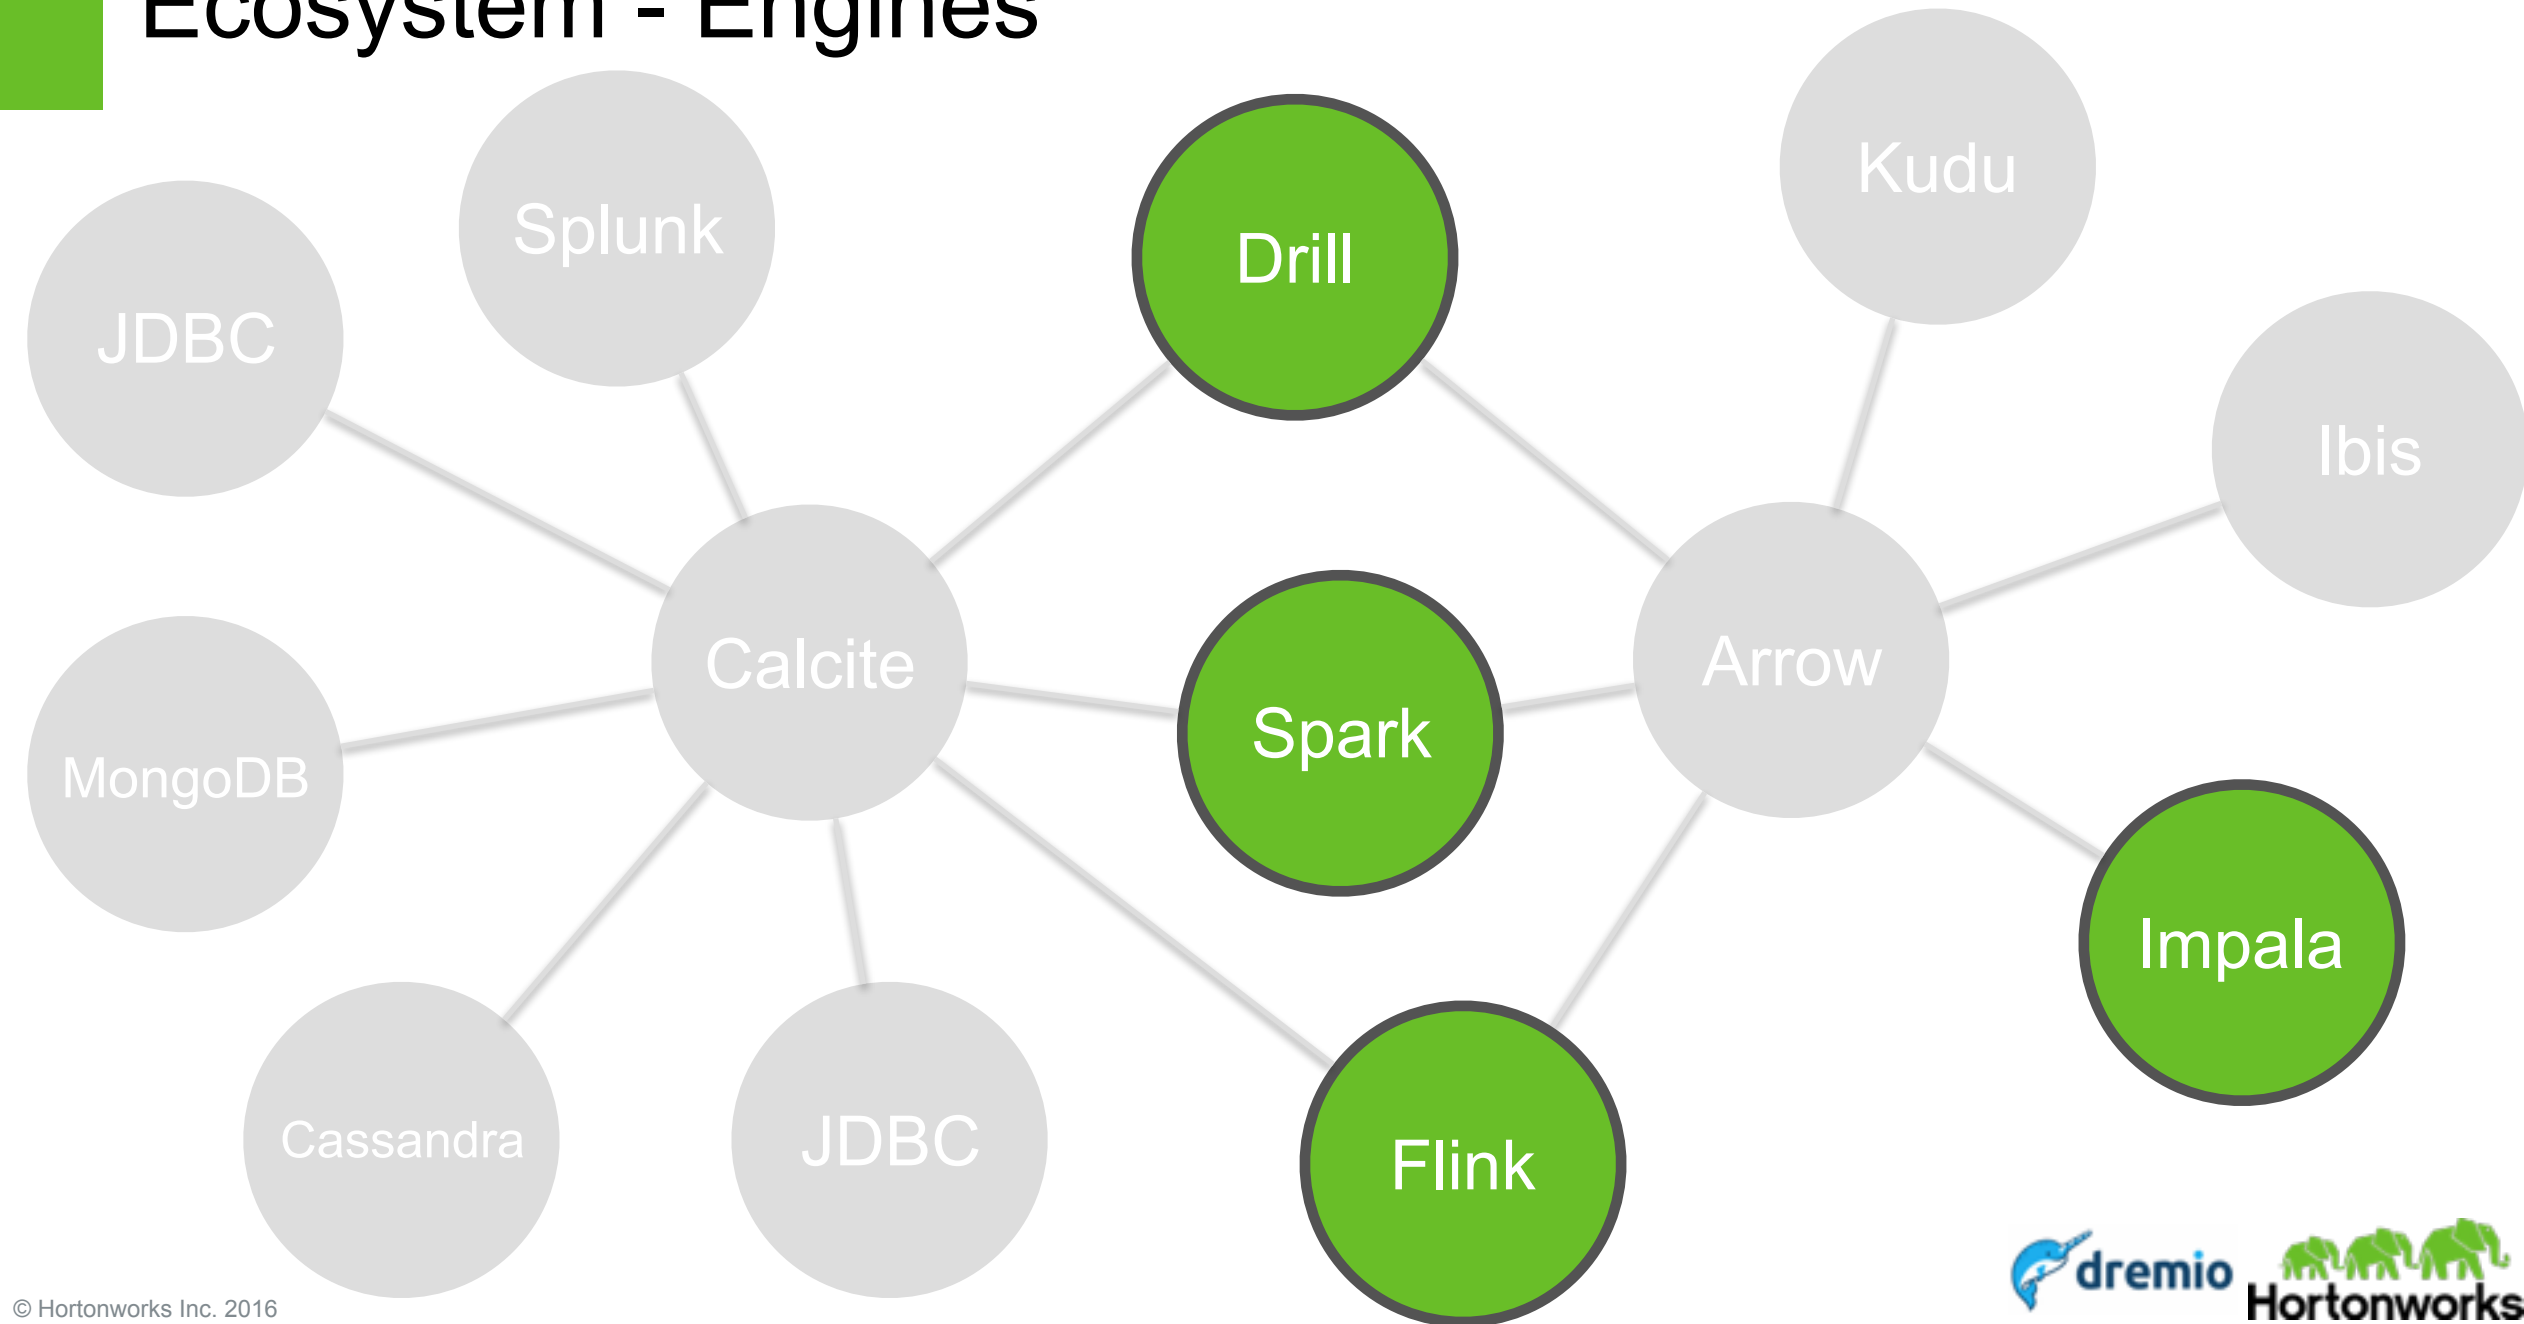 Ecosystem - Engines
Kudu
Splunk
Drill
JDBC
Ibis
Calcite
Arrow
Spark
MongoDB
Impala
Cassandra
JDBC
Flink
dremio
Hortonworks
© Hortonworks Inc. 2016